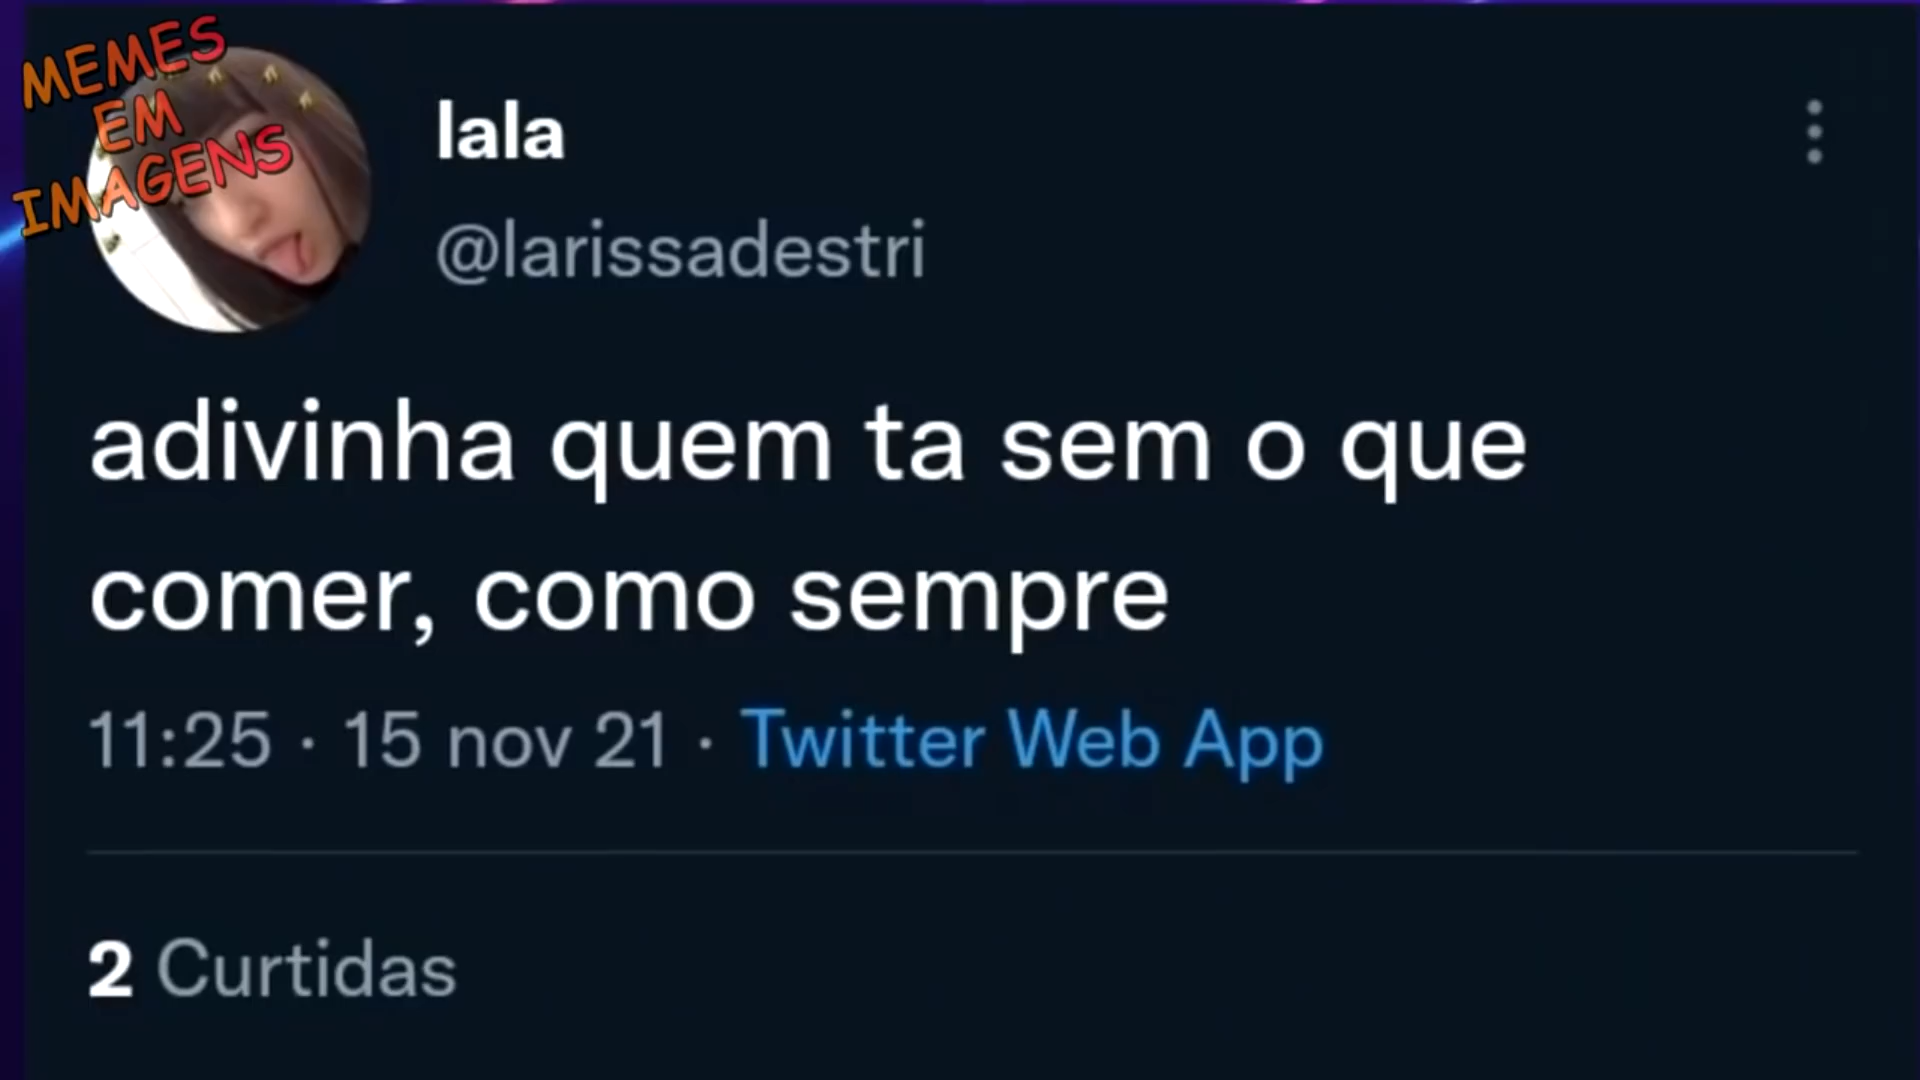 MEMES
EM
IMAGENS
lala
@larissadestri
adivinha quem ta sem o que
comer, como sempre
11:25 · 15 nov 21 · Twitter Web App
2 Curtidas